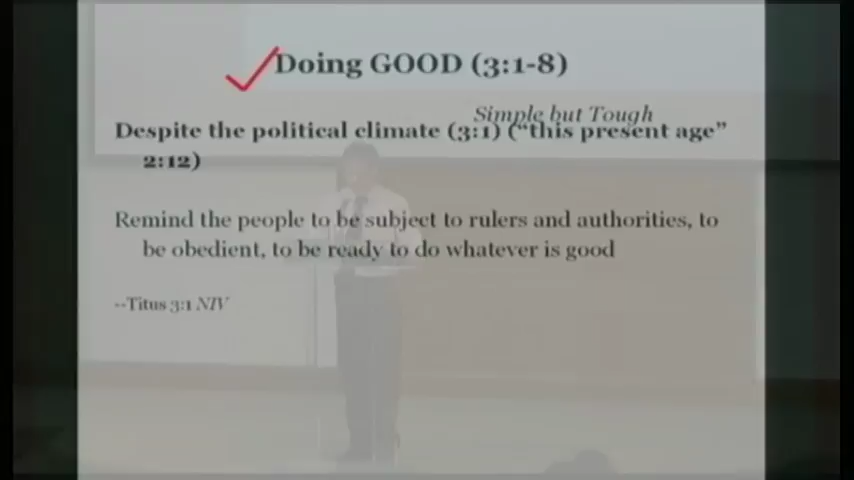 Doing GOOD (3:1-8)
Simple but Tough
Despite the political climate (3:1) (“this present age”
2:12)
Remind the people to be subject to rulers and authorities, to
be obedient, to be ready to do whatever is good
--Titus 3:1 NIV